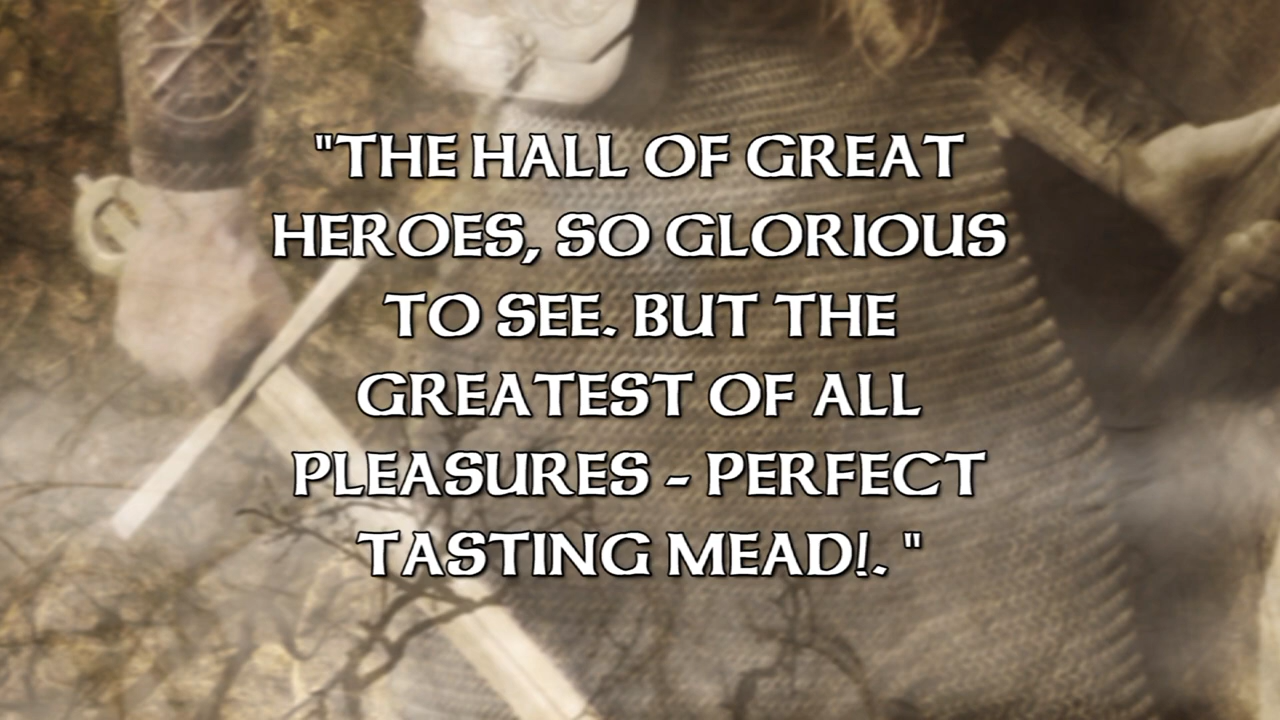 "THE HALL OF GREAT
HEROES, SO GLORIOUS
TO SEE. BUT THE
GREATEST OF ALL
PLEASURES - PERFECT
TASTING MEAD!. "